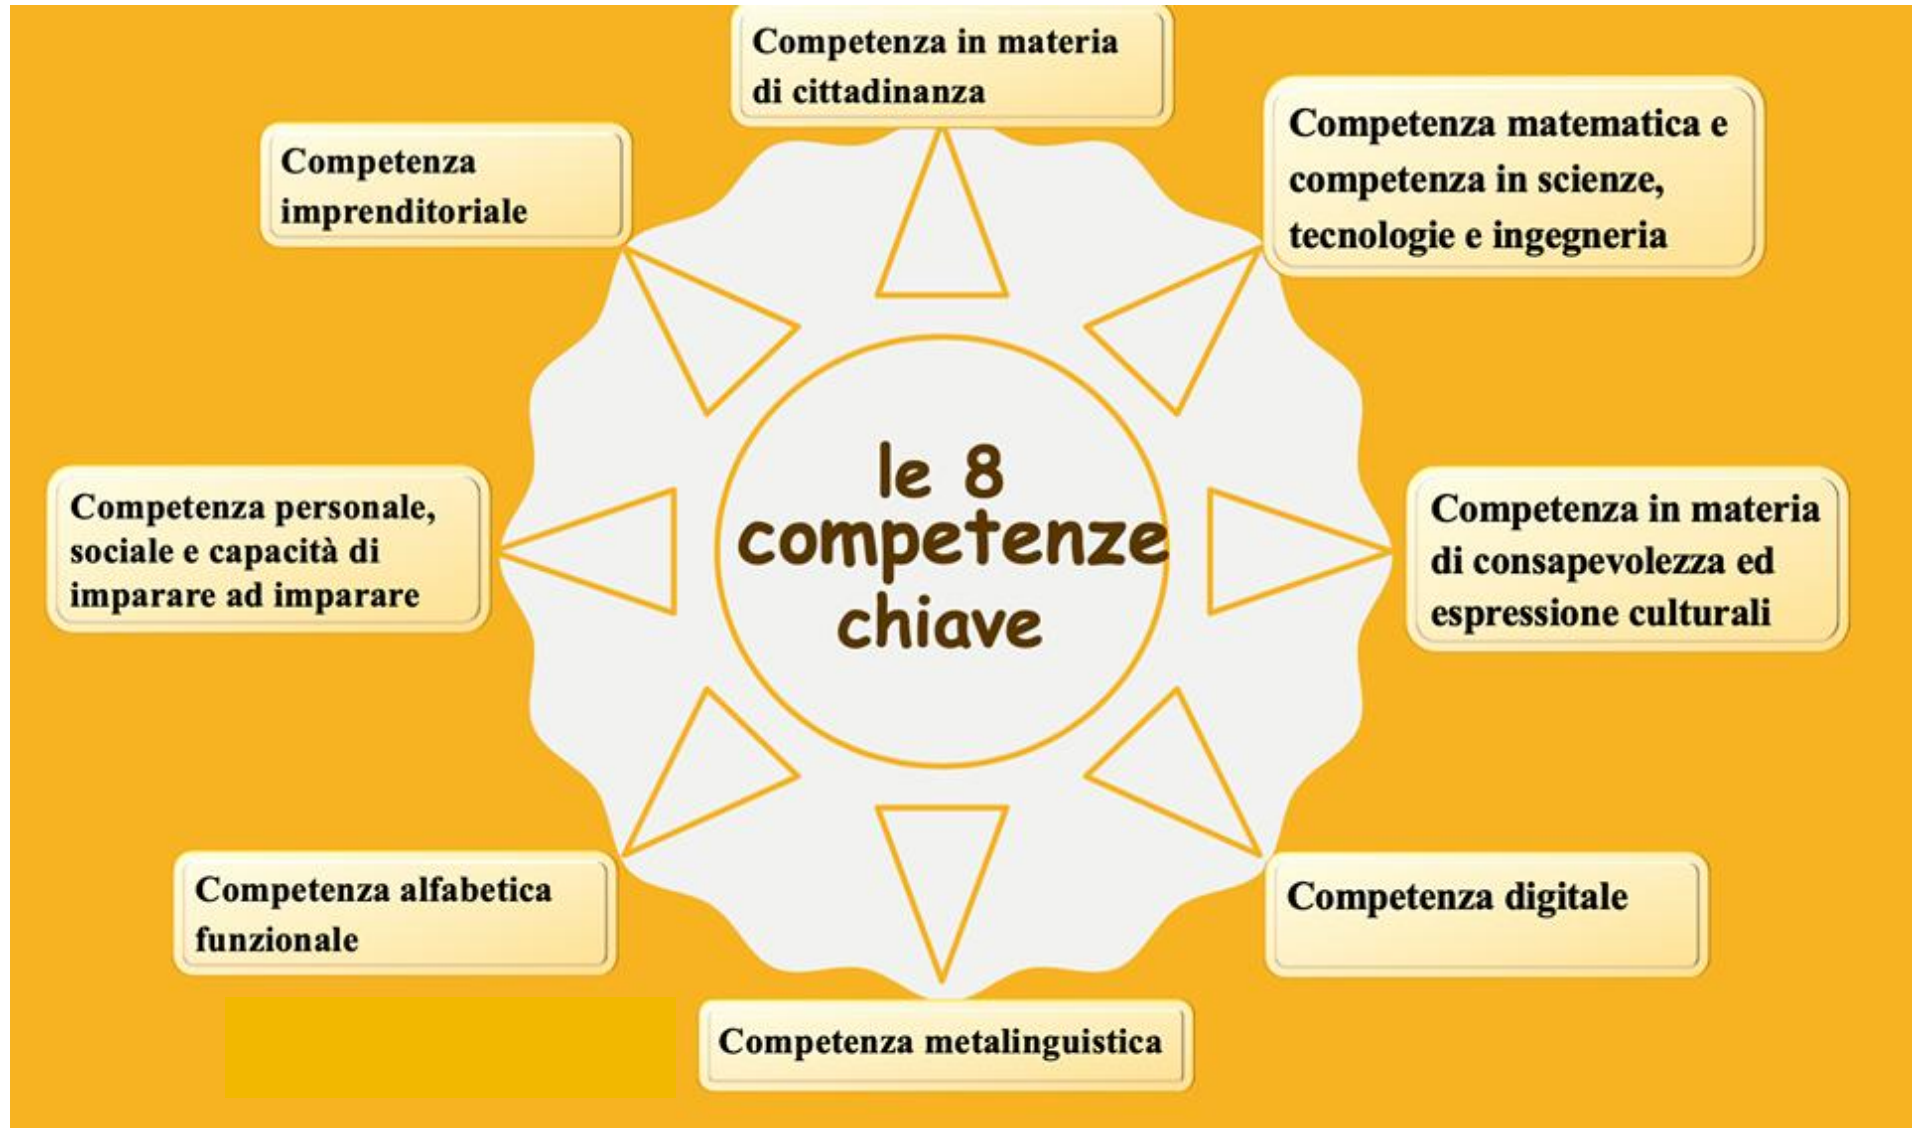 Competenza in materia
di cittadinanza
Competenza matematica e
competenza in scienze,
tecnologie e ingegneria
Competenza
imprenditoriale
le 8
competenze
chiave
Competenza personale,
sociale e capacità di
imparare ad imparare
Competenza in materia
di consapevolezza ed
espressione culturali
Competenza alfabetica
funzionale
Competenza digitale
Competenza metalinguistica